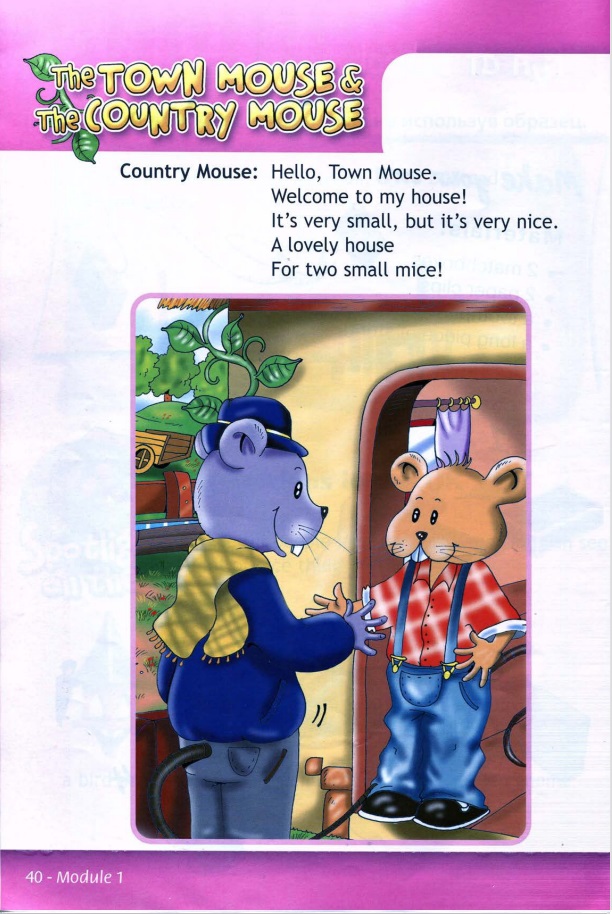 The TOWN MOUSE &
The COUNTRY MOUSE
Country Mouse: Hello, Town Mouse.
Welcome to my house!
It's very small, but it's very nice.
A lovely house
For two small mice!
40 - Module 1